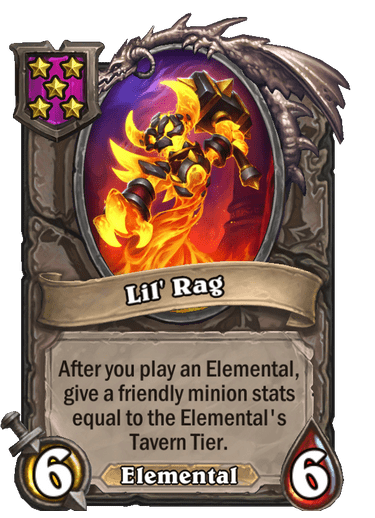 Lil' Rag
After you play an Elemental,
give a friendly minion stats
equal to the Elemental's
Tavern Tier.
6
Elemental
6